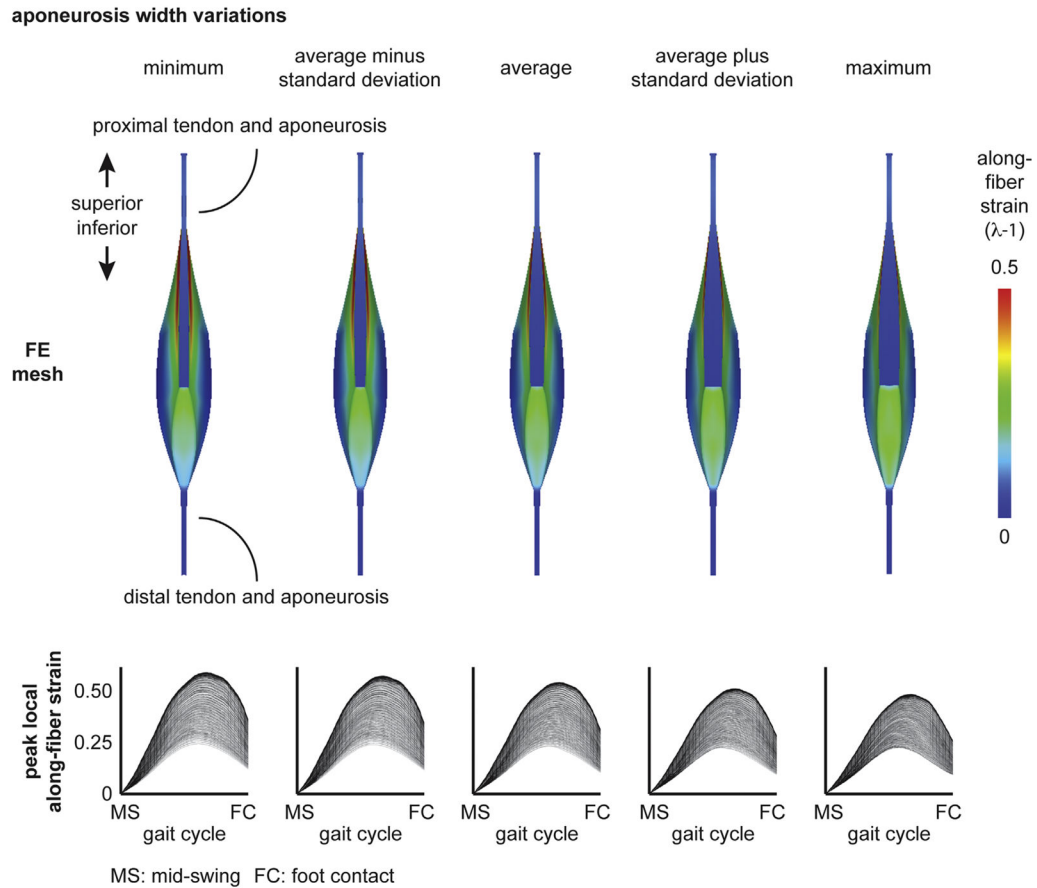 aponeurosis width variations
minimum
average minus
standard deviation
average
average plus
standard deviation
maximum
proximal tendon and aponeurosis
superior
inferior
along-
fiber
strain
(λ-1)
0.5
FE
mesh
0
distal tendon and aponeurosis
peak local
along-fiber strain
0.50
0.25
0
MS FC
gait cycle
MS FC
gait cycle
MS FC
gait cycle
MS FC
gait cycle
MS FC
gait cycle
MS: mid-swing FC: foot contact